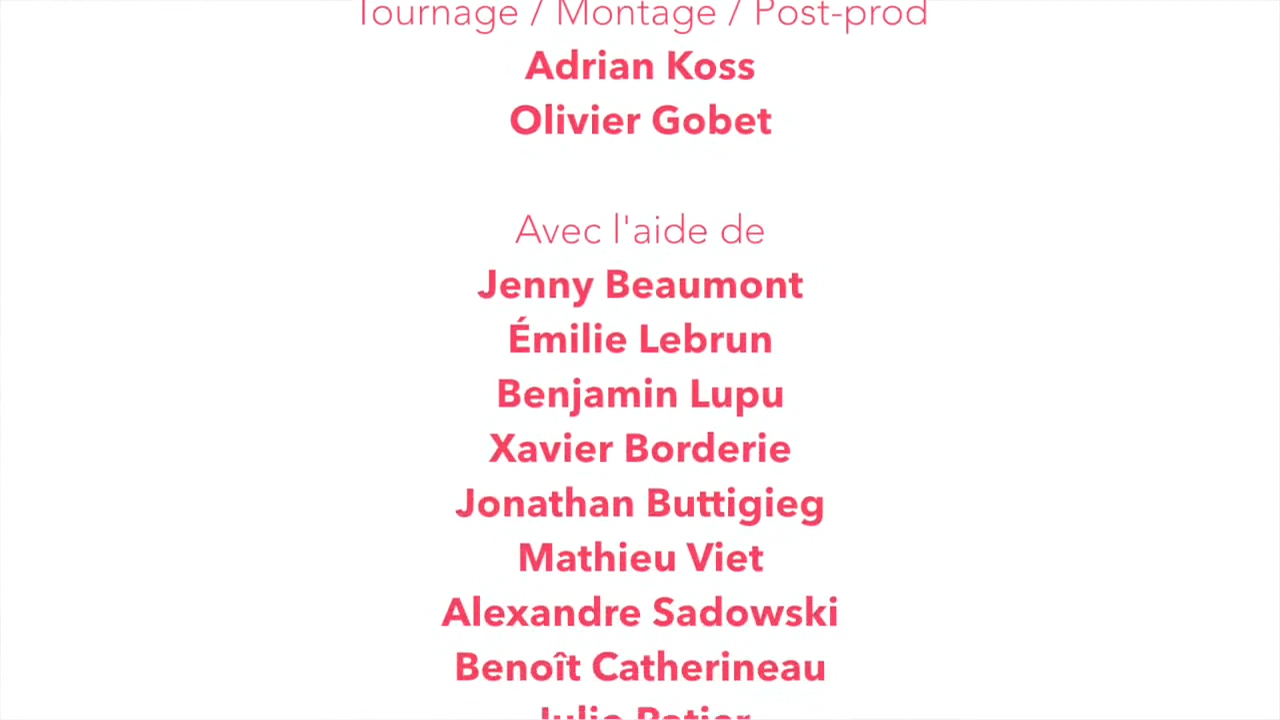 Tournage / Montage / Post-prod
Adrian Koss
Olivier Gobet
Avec l'aide de
Jenny Beaumont
Émilie Lebrun
Benjamin Lupu
Xavier Borderie
Jonathan Buttigieg
Mathieu Viet
Alexandre Sadowski
Benoît Catherineau